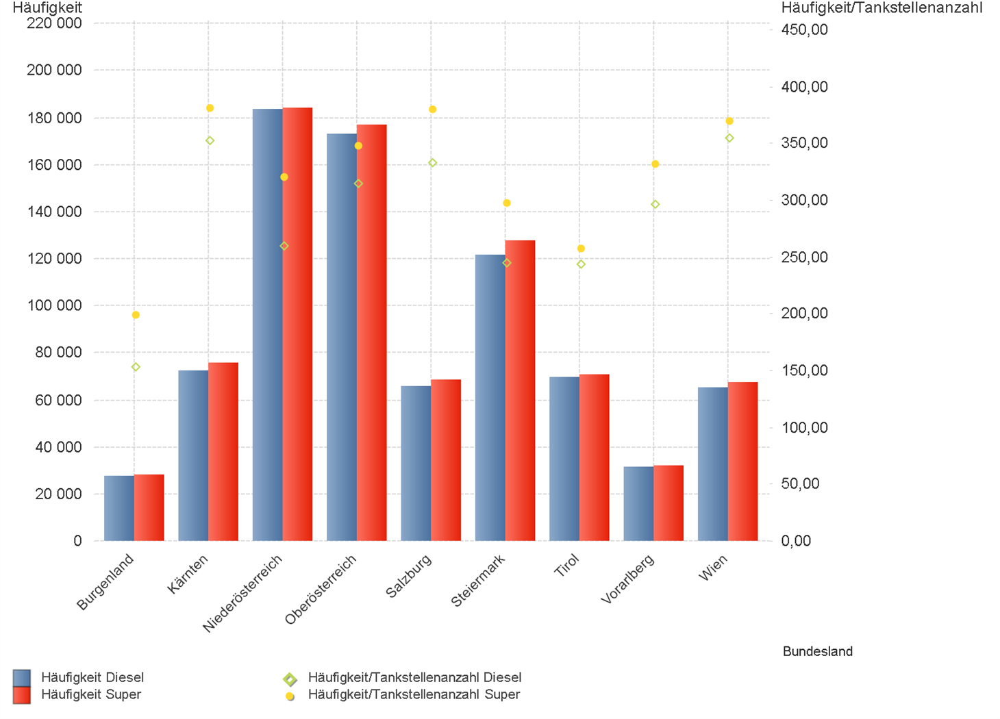 Häufigkeit
Häufigkeit/Tankstellenanzahl
220 000
200 000
180 000
160 000
140 000
120 000
100 000
80 000
60 000
40 000
20 000
0
450,00
400,00
350,00
300,00
250,00
200,00
150,00
100,00
50,00
0,00
Burgenland
Kärnten
Niederösterreich
Oberösterreich
Salzburg
Steiermark
Tirol
Vorarlberg
Wien
Bundesland
Häufigkeit Diesel
Häufigkeit Super
Häufigkeit/Tankstellenanzahl Diesel
Häufigkeit/Tankstellenanzahl Super